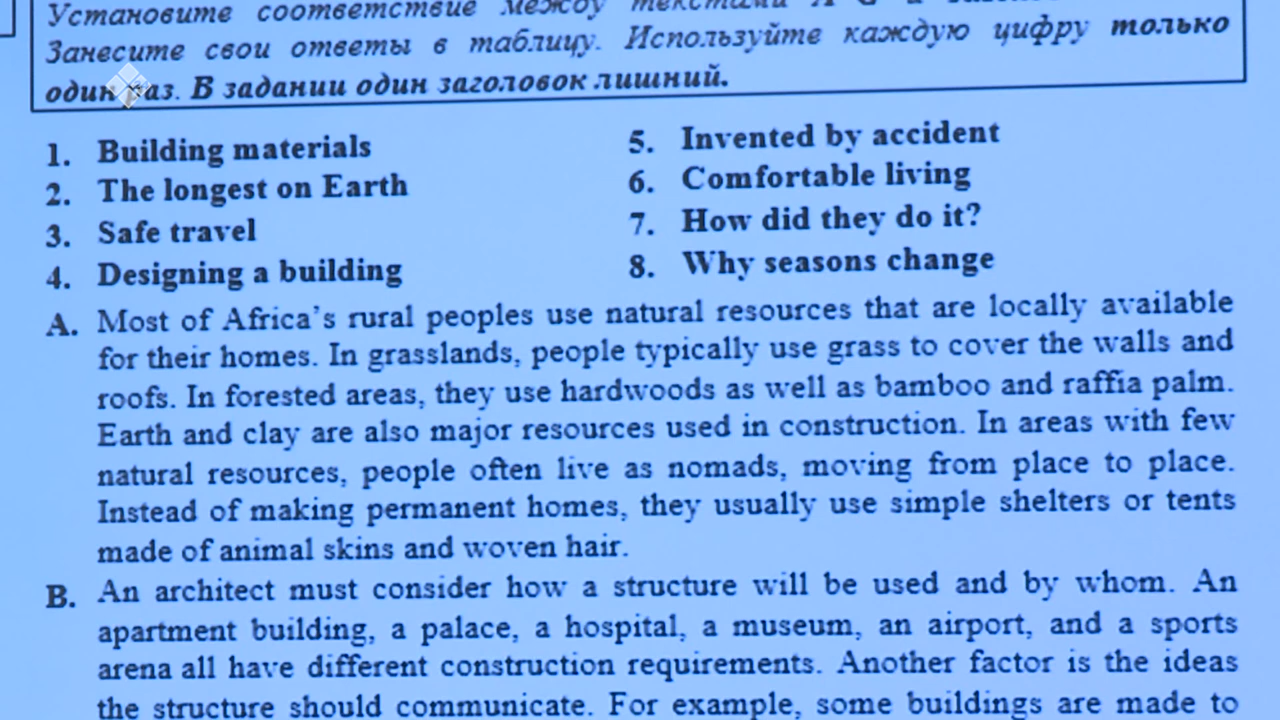 Установите соответствие между текстами A–G и
Занесите свои ответы в таблицу. Используйте каждую цифру только
один раз. В задании один заголовок лишний.
1. Building materials
2. The longest on Earth
3. Safe travel
4. Designing a building
5. Invented by accident
6. Comfortable living
7. How did they do it?
8. Why seasons change
A. Most of Africa's rural peoples use natural resources that are locally available
for their homes. In grasslands, people typically use grass to cover the walls and
roofs. In forested areas, they use hardwoods as well as bamboo and raffia palm.
Earth and clay are also major resources used in construction. In areas with few
natural resources, people often live as nomads, moving from place to place.
Instead of making permanent homes, they usually use simple shelters or tents
made of animal skins and woven hair.
B. An architect must consider how a structure will be used and by whom. An
apartment building, a palace, a hospital, a museum, an airport, and a sports
arena all have different construction requirements. Another factor is the ideas
the structure should communicate. For example, some buildings are made to